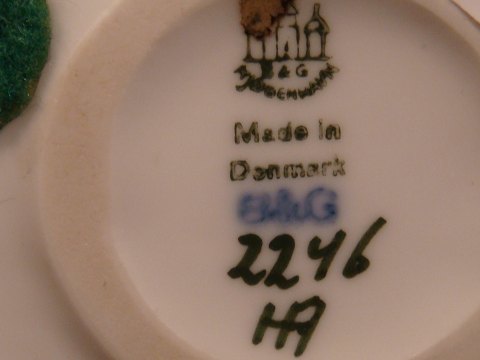 B & G
KJØBENHAVN
Made in
Denmark
B&G
2246
HA